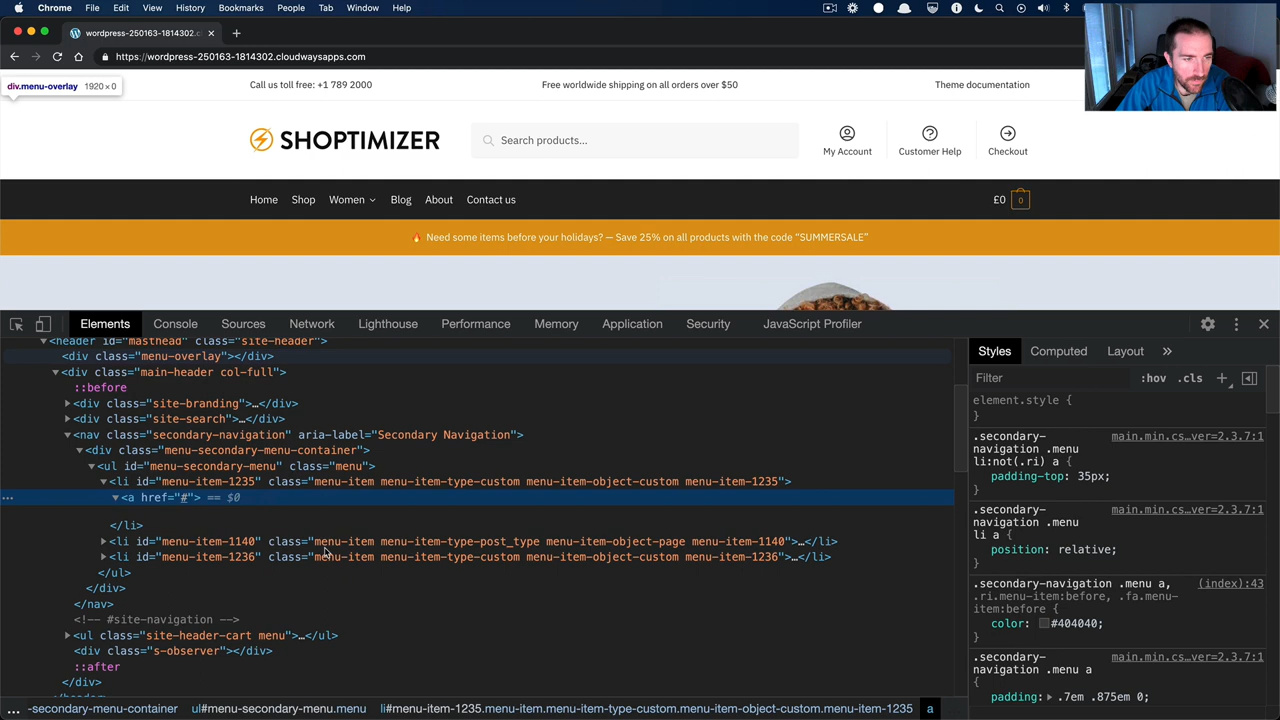 Chrome File Edit View History Bookmarks People Tab Window Help
wordpress-250163-1814302.c
https://wordpress-250163-1814302.cloudwaysapps.com
div.menu-overlay 1920 × 0
Call us toll free: +1 789 2000
Free worldwide shipping on all orders over $50
Theme documentation
SHOPTIMIZER
Search products...
My Account
Customer Help
Checkout
Home Shop Women Blog About Contact us
£0 0
🔥 Need some items before your holidays? — Save 25% on all products with the code "SUMMERSALE"
Elements Console Sources Network Lighthouse Performance Memory Application Security JavaScript Profiler
<header id="masthead" class="site-header">
<div class="menu-overlay"></div>
<div class="main-header col-full">
::before
<div class="site-branding">…</div>
<div class="site-search">…</div>
<nav class="secondary-navigation" aria-label="Secondary Navigation">
<div class="menu-secondary-menu-container">
<ul id="menu-secondary-menu" class="menu">
<li id="menu-item-1235" class="menu-item menu-item-type-custom menu-item-object-custom menu-item-1235">
<a href="#"> == $0
</li>
<li id="menu-item-1140" class="menu-item menu-item-type-post_type menu-item-object-page menu-item-1140">…</li>
<li id="menu-item-1236" class="menu-item menu-item-type-custom menu-item-object-custom menu-item-1236">…</li>
</ul>
</div>
</nav>
<!-- #site-navigation -->
<ul class="site-header-cart menu">…</ul>
<div class="s-observer"></div>
::after
</div>
... -secondary-menu-container ul#menu-secondary-menu.menu li#menu-item-1235.menu-item.menu-item-type-custom.menu-item-object-custom.menu-item-1235 a
Styles Computed Layout »
Filter :hov .cls +
element.style {
}
.secondary- main.min.cs…ver=2.3.7:1
navigation .menu
li:not(.ri) a {
padding-top: 35px;
}
.secondary- main.min.cs…ver=2.3.7:1
navigation .menu
li a {
position: relative;
}
.secondary-navigation .menu a, (index):43
.ri.menu-item:before, .fa.menu-
item:before {
color: #404040;
}
.secondary- main.min.cs…ver=2.3.7:1
navigation .menu a
{
padding: .7em .875em 0;